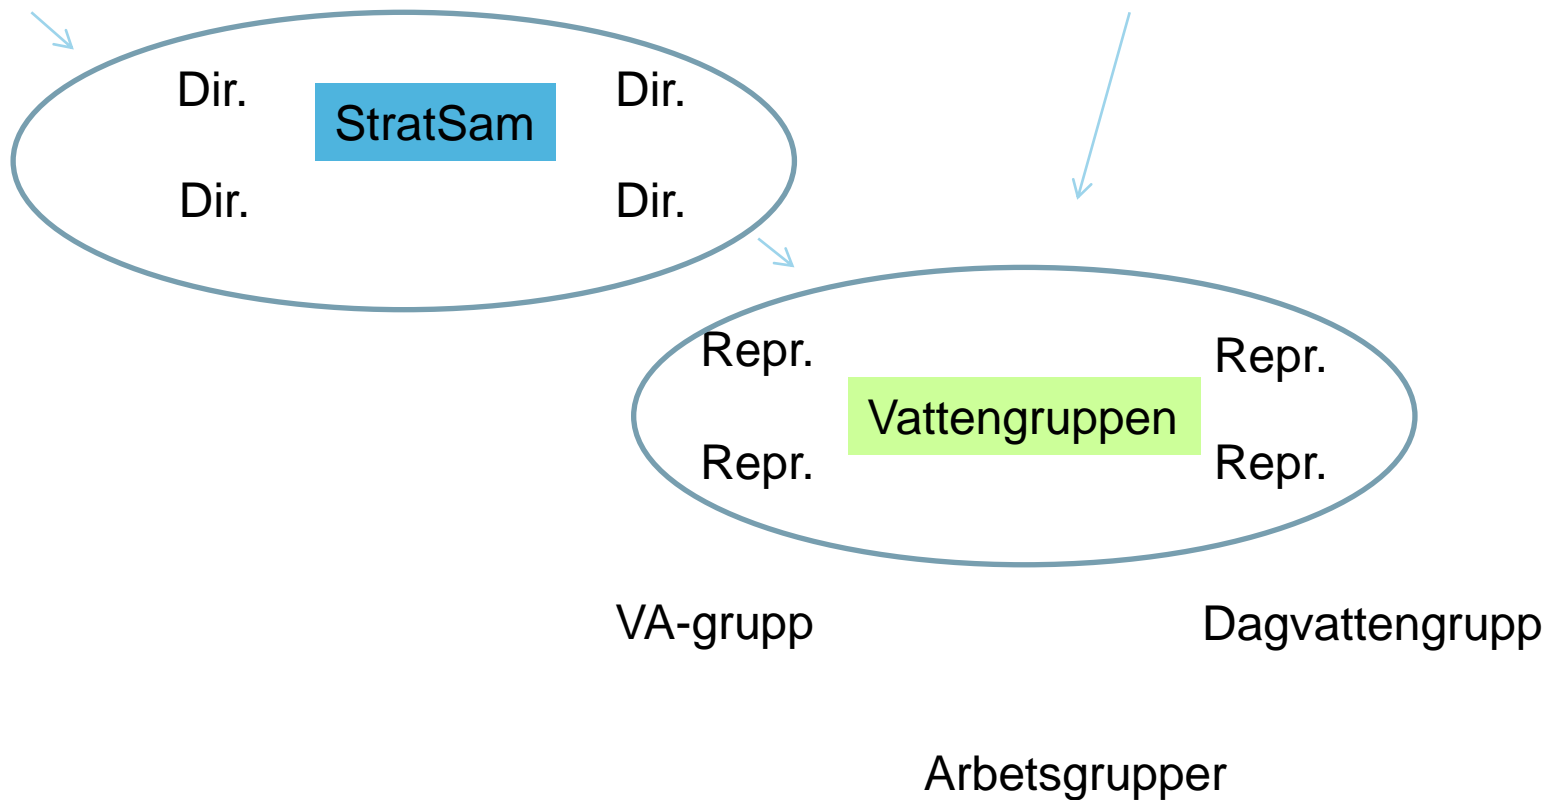 Dir.
StratSam
Dir.
Dir.
Dir.
Repr.
Vattengruppen
Repr.
Repr.
Repr.
VA-grupp
Dagvattengrupp
Arbetsgrupper